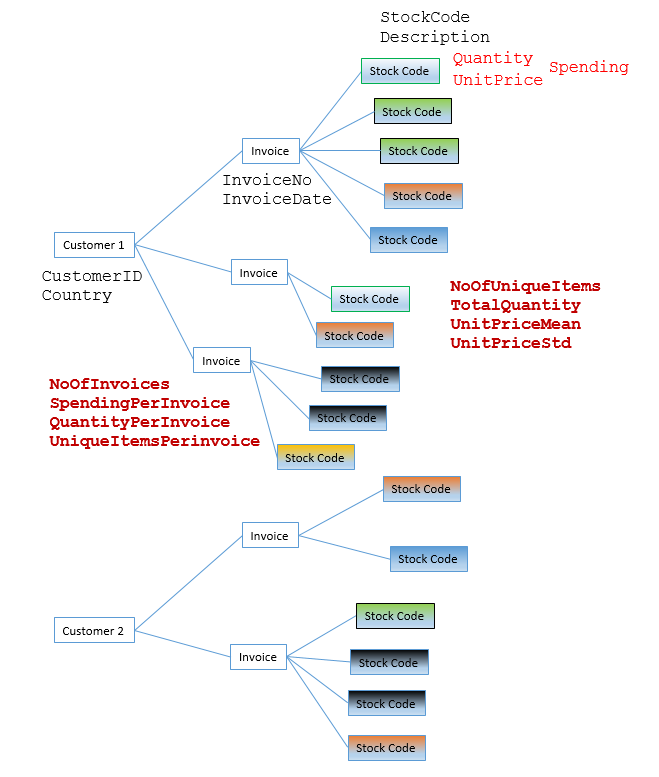 StockCode
Description
Quantity
UnitPrice
Spending
Stock Code
Stock Code
Invoice
Stock Code
InvoiceNo
InvoiceDate
Stock Code
Stock Code
Customer 1
CustomerID
Country
Invoice
Stock Code
NoOfUniqueItems
TotalQuantity
UnitPriceMean
UnitPriceStd
Stock Code
Invoice
Stock Code
NoOfInvoices
SpendingPerInvoice
QuantityPerInvoice
UniqueItemsPerinvoice
Stock Code
Stock Code
Stock Code
Invoice
Stock Code
Customer 2
Stock Code
Invoice
Stock Code
Stock Code
Stock Code